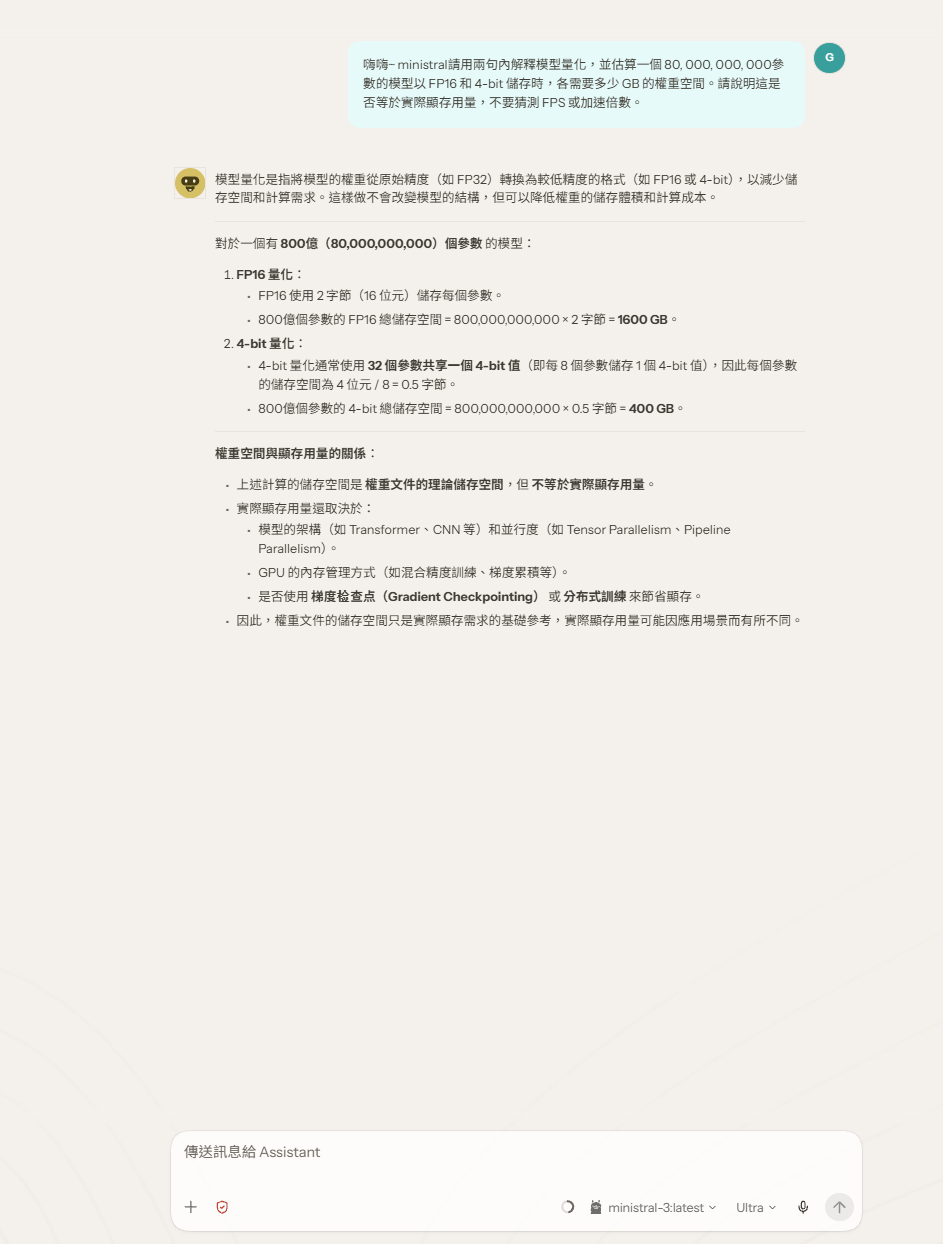 嗨嗨- ministral請用兩句內解釋模型量化，並估算一個 80, 000, 000, 000參
數的模型以 FP16 和 4-bit 儲存時，各需要多少 GB 的權重空間。請說明這是
否等於實際顯存用量，不要猜測 FPS 或加速倍數。
G
模型量化是指將模型的權重從原始精度（如 FP32）轉換為較低精度的格式（如 FP16 或 4-bit），以減少儲
存空間和計算需求。這樣做不會改變模型的結構，但可以降低權重的儲存體積和計算成本。
對於一個有 800億（80,000,000,000）個參數 的模型：
1. FP16 量化：
• FP16 使用 2 字節（16 位元）儲存每個參數。
• 800億個參數的 FP16 總儲存空間 = 800,000,000,000 × 2 字節 = 1600 GB。
2. 4-bit 量化：
• 4-bit 量化通常使用 32 個參數共享一個 4-bit 值（即每 8 個參數儲存 1 個 4-bit 值），因此每個參數
的儲存空間為 4 位元 / 8 = 0.5 字節。
• 800億個參數的 4-bit 總儲存空間 = 800,000,000,000 × 0.5 字節 = 400 GB。
權重空間與顯存用量的關係：
• 上述計算的儲存空間是 權重文件的理論儲存空間，但 不等於實際顯存用量。
• 實際顯存用量還取決於：
• 模型的架構（如 Transformer、CNN 等）和並行度（如 Tensor Parallelism、Pipeline
Parallelism）。
• GPU 的內存管理方式（如混合精度訓練、梯度累積等）。
• 是否使用 梯度检查点（Gradient Checkpointing） 或 分布式訓練 來節省顯存。
• 因此，權重文件的儲存空間只是實際顯存需求的基礎參考，實際顯存用量可能因應用場景而有所不同。
傳送訊息給 Assistant
ministral-3:latest
Ultra